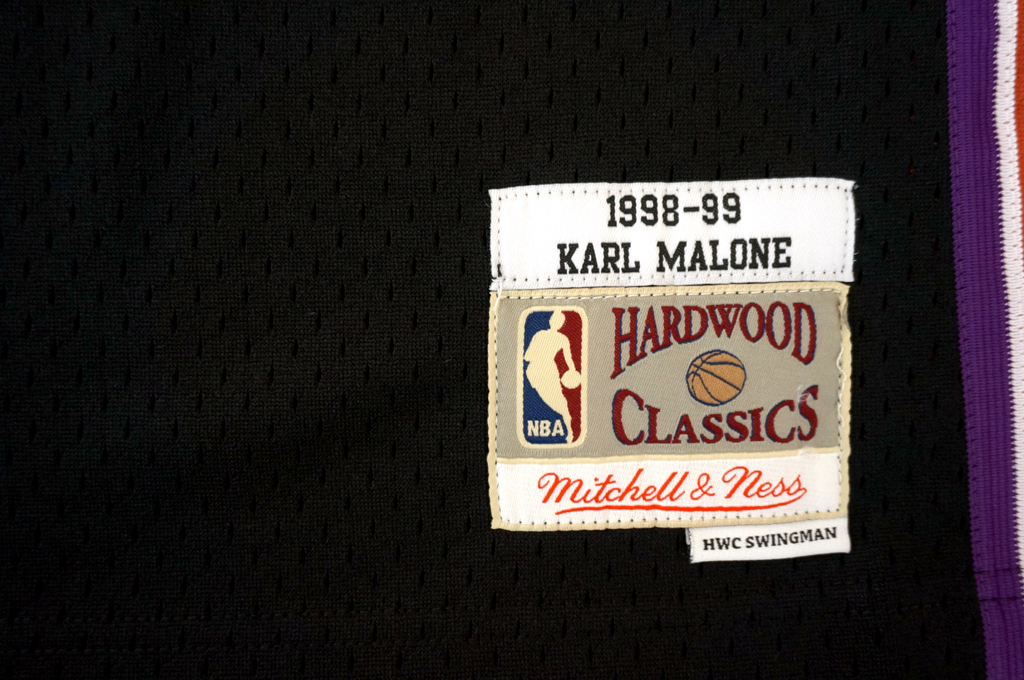 1998-99
KARL MALONE
HARDWOOD
CLASSICS
NBA
Mitchell & Ness
HWC SWINGMAN